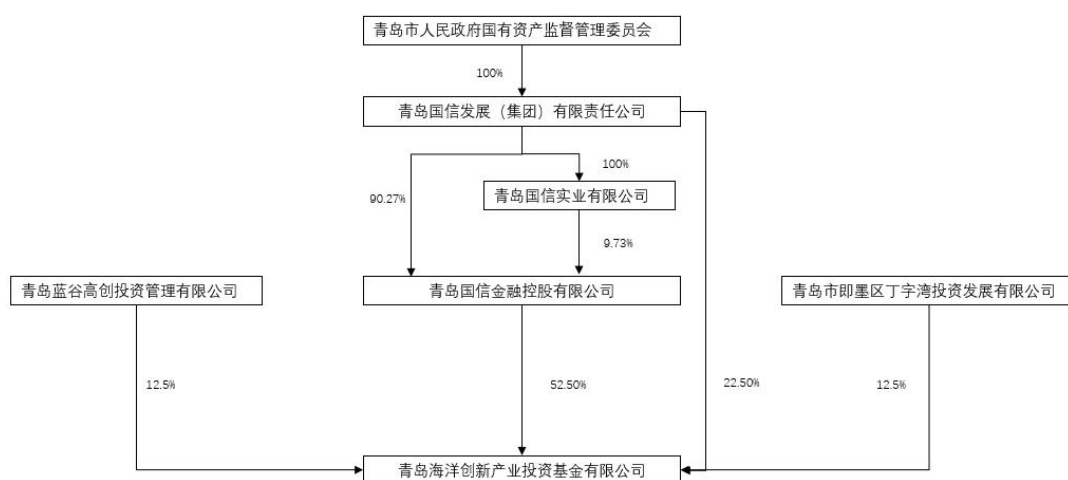 青岛市人民政府国有资产监督管理委员会
100%
青岛国信发展（集团）有限责任公司
100%
90.27%
青岛国信实业有限公司
9.73%
青岛蓝谷高创投资管理有限公司
青岛国信金融控股有限公司
青岛市即墨区丁字湾投资发展有限公司
12.5%
52.50%
22.50%
12.5%
青岛海洋创新产业投资基金有限公司